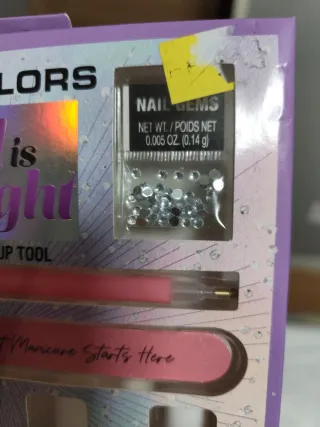 LORS
NAIL GEMS
NET WT. / POIDS NET
0.005 OZ. (0.14 g)
is
ght
UP TOOL
Manicure Starts Here